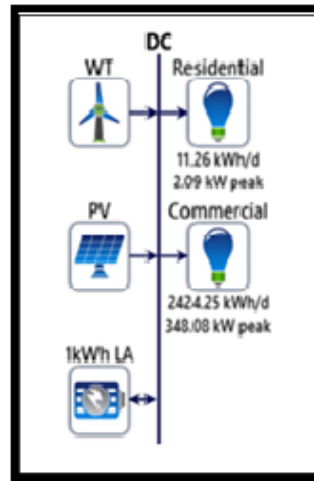 DC
WT
Residential
11.26 kWh/d
2.09 kW peak
PV
Commercial
2424.25 kWh/d
348.08 kW peak
1kWh LA